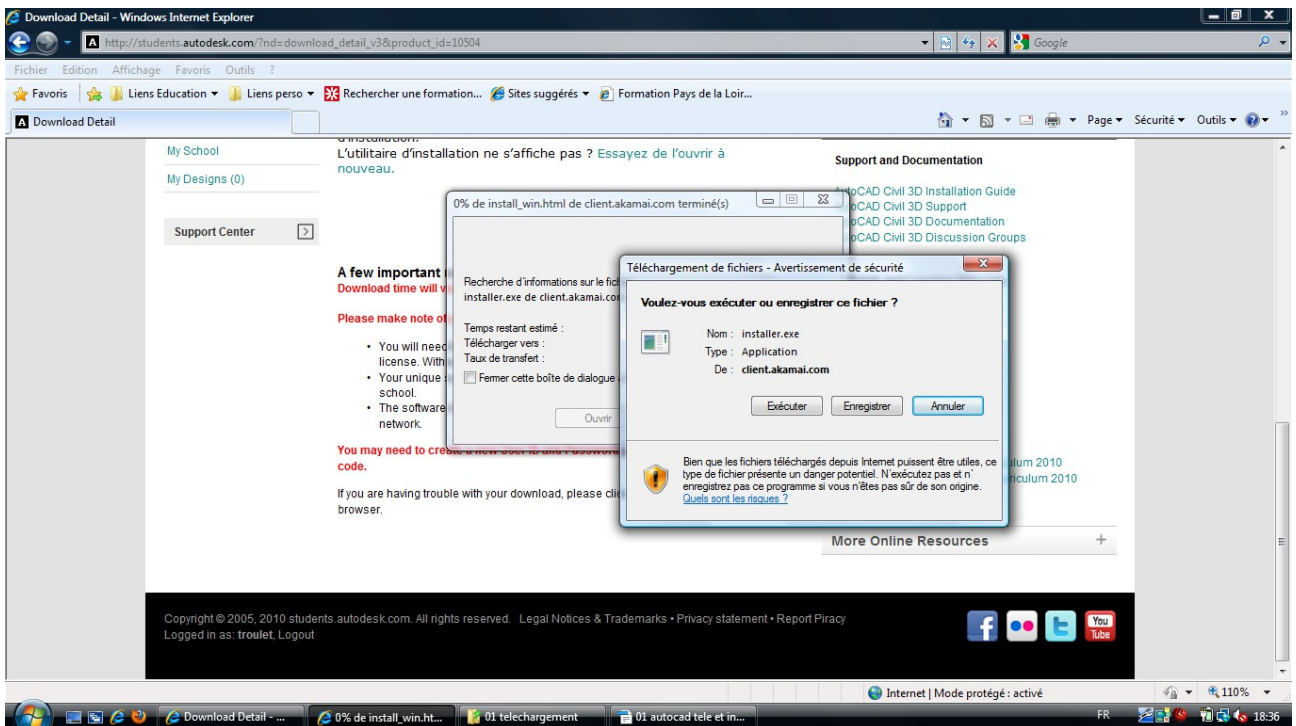 Download Detail - Windows Internet Explorer
http://students.autodesk.com/?nd=download_detail_v3&product_id=10504
Google
Fichier Edition Affichage Favoris Outils ?
Favoris Liens Education Liens perso Rechercher une formation... Sites suggérés Formation Pays de la Loir...
Download Detail
Page Sécurité Outils
My School
My Designs (0)
Support Center
d'installation.
L'utilitaire d'installation ne s'affiche pas ? Essayez de l'ouvrir à
nouveau.
A few important
Download time will v
Please make note of
• You will need
license. With
• Your unique
school.
• The software
network.
You may need to create a new User ID and Password
code.
If you are having trouble with your download, please clic
browser.
0% de install_win.html de client.akamai.com terminé(s)
Recherche d'informations sur le fich
installer.exe de client.akamai.com
Temps restant estimé :
Télécharger vers :
Taux de transfert :
Fermer cette boîte de dialogue
Ouvrir
Téléchargement de fichiers - Avertissement de sécurité
Voulez-vous exécuter ou enregistrer ce fichier ?
Nom : installer.exe
Type : Application
De : client.akamai.com
Exécuter Enregistrer Annuler
Bien que les fichiers téléchargés depuis Internet puissent être utiles, ce
type de fichier présente un danger potentiel. N'exécutez pas et n'
enregistrez pas ce programme si vous n'êtes pas sûr de son origine.
Quels sont les risques ?
Support and Documentation
AutoCAD Civil 3D Installation Guide
AutoCAD Civil 3D Support
AutoCAD Civil 3D Documentation
AutoCAD Civil 3D Discussion Groups
ulum 2010
riculum 2010
More Online Resources
Copyright © 2005, 2010 students.autodesk.com. All rights reserved. Legal Notices & Trademarks • Privacy statement • Report Piracy
Logged in as: troulet, Logout
You
Tube
Internet | Mode protégé : activé
110%
Download Detail - ...
0% de install_win.ht...
01 telechargement
01 autocad tele et in...
FR
18:36